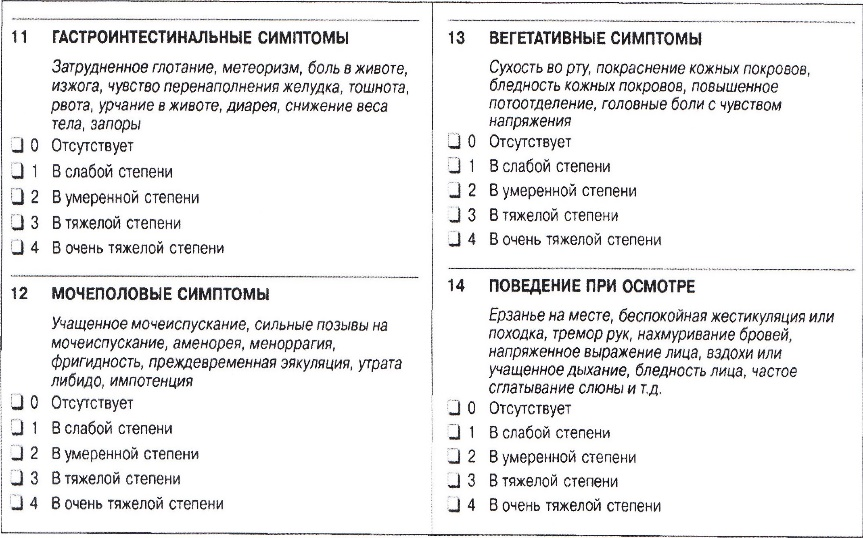 11 ГАСТРОИНТЕСТИНАЛЬНЫЕ СИМПТОМЫ
Затрудненное глотание, метеоризм, боль в животе,
изжога, чувство перенаполнения желудка, тошнота,
рвота, урчание в животе, диарея, снижение веса
тела, запоры
0 Отсутствует
1 В слабой степени
2 В умеренной степени
3 В тяжелой степени
4 В очень тяжелой степени
12 МОЧЕПОЛОВЫЕ СИМПТОМЫ
Учащенное мочеиспускание, сильные позывы на
мочеиспускание, аменорея, меноррагия,
фригидность, преждевременная эякуляция, утрата
либидо, импотенция
0 Отсутствует
1 В слабой степени
2 В умеренной степени
3 В тяжелой степени
4 В очень тяжелой степени
13 ВЕГЕТАТИВНЫЕ СИМПТОМЫ
Сухость во рту, покраснение кожных покровов,
бледность кожных покровов, повышенное
потоотделение, головные боли с чувством
напряжения
0 Отсутствует
1 В слабой степени
2 В умеренной степени
3 В тяжелой степени
4 В очень тяжелой степени
14 ПОВЕДЕНИЕ ПРИ ОСМОТРЕ
Ерзанье на месте, беспокойная жестикуляция или
походка, тремор рук, нахмуривание бровей,
напряженное выражение лица, вздохи или
учащенное дыхание, бледность лица, частое
сглатывание слюны и т.д.
0 Отсутствует
1 В слабой степени
2 В умеренной степени
3 В тяжелой степени
4 В очень тяжелой степени